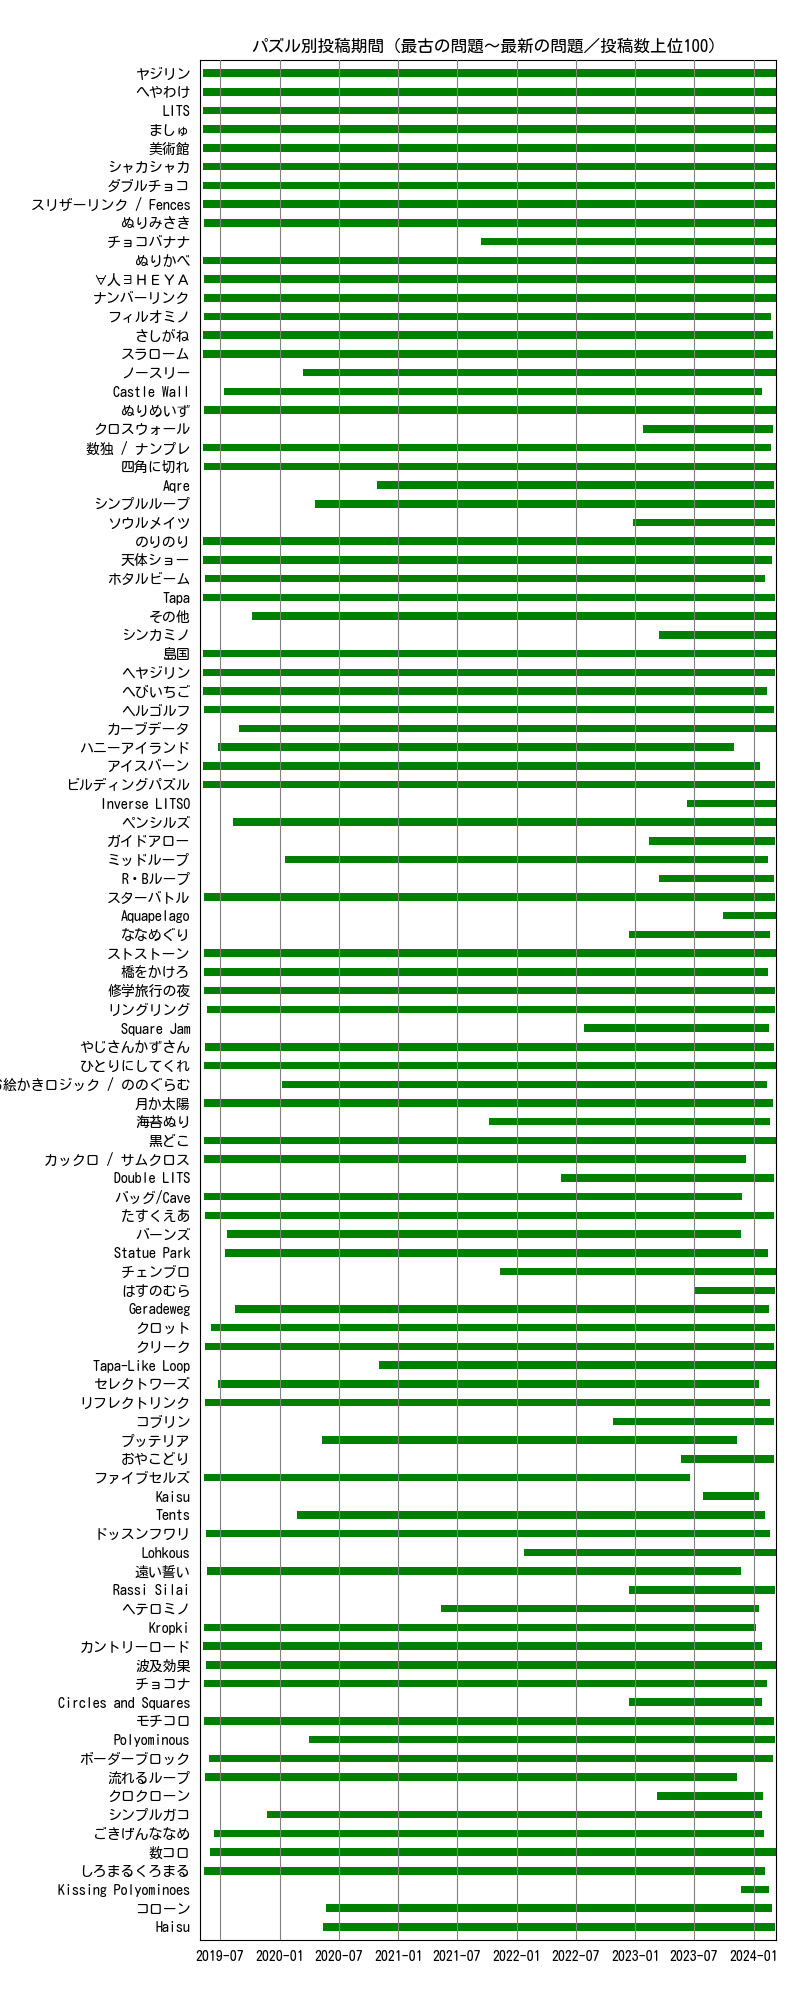 パズル別投稿期間（最古の問題～最新の問題／投稿数上位100）
ヤジリン
へやわけ
LITS
ましゅ
美術館
シャカシャカ
ダブルチョコ
スリザーリンク / Fences
ぬりみさき
チョコバナナ
ぬりかべ
∀人∃ＨＥＹＡ
ナンバーリンク
フィルオミノ
さしがね
スラローム
ノースリー
Castle Wall
ぬりめいず
クロスウォール
数独 / ナンプレ
四角に切れ
Aqre
シンプルループ
ソウルメイツ
のりのり
天体ショー
ホタルビーム
Tapa
その他
シンカミノ
島国
ヘヤジリン
へびいちご
ヘルゴルフ
カーブデータ
ハニーアイランド
アイスバーン
ビルディングパズル
Inverse LITSO
ペンシルズ
ガイドアロー
ミッドループ
R・Bループ
スターバトル
Aquapelago
ななめぐり
ストストーン
橋をかけろ
修学旅行の夜
リングリング
Square Jam
やじさんかずさん
ひとりにしてくれ
絵かきロジック / ののぐらむ
月か太陽
海苔ぬり
黒どこ
カックロ / サムクロス
Double LITS
バッグ/Cave
たすくえあ
バーンズ
Statue Park
チェンブロ
はすのむら
Geradeweg
クロット
クリーク
Tapa-Like Loop
セレクトワーズ
リフレクトリンク
コブリン
プッテリア
おやこどり
ファイブセルズ
Kaisu
Tents
ドッスンフワリ
Lohkous
遠い誓い
Rassi Silai
ヘテロミノ
Kropki
カントリーロード
波及効果
チョコナ
Circles and Squares
モチコロ
Polyominous
ボーダーブロック
流れるループ
クロクローン
シンプルガコ
ごきげんななめ
数コロ
しろまるくろまる
Kissing Polyominoes
コローン
Haisu
2019-07 2020-01 2020-07 2021-01 2021-07 2022-01 2022-07 2023-01 2023-07 2024-01